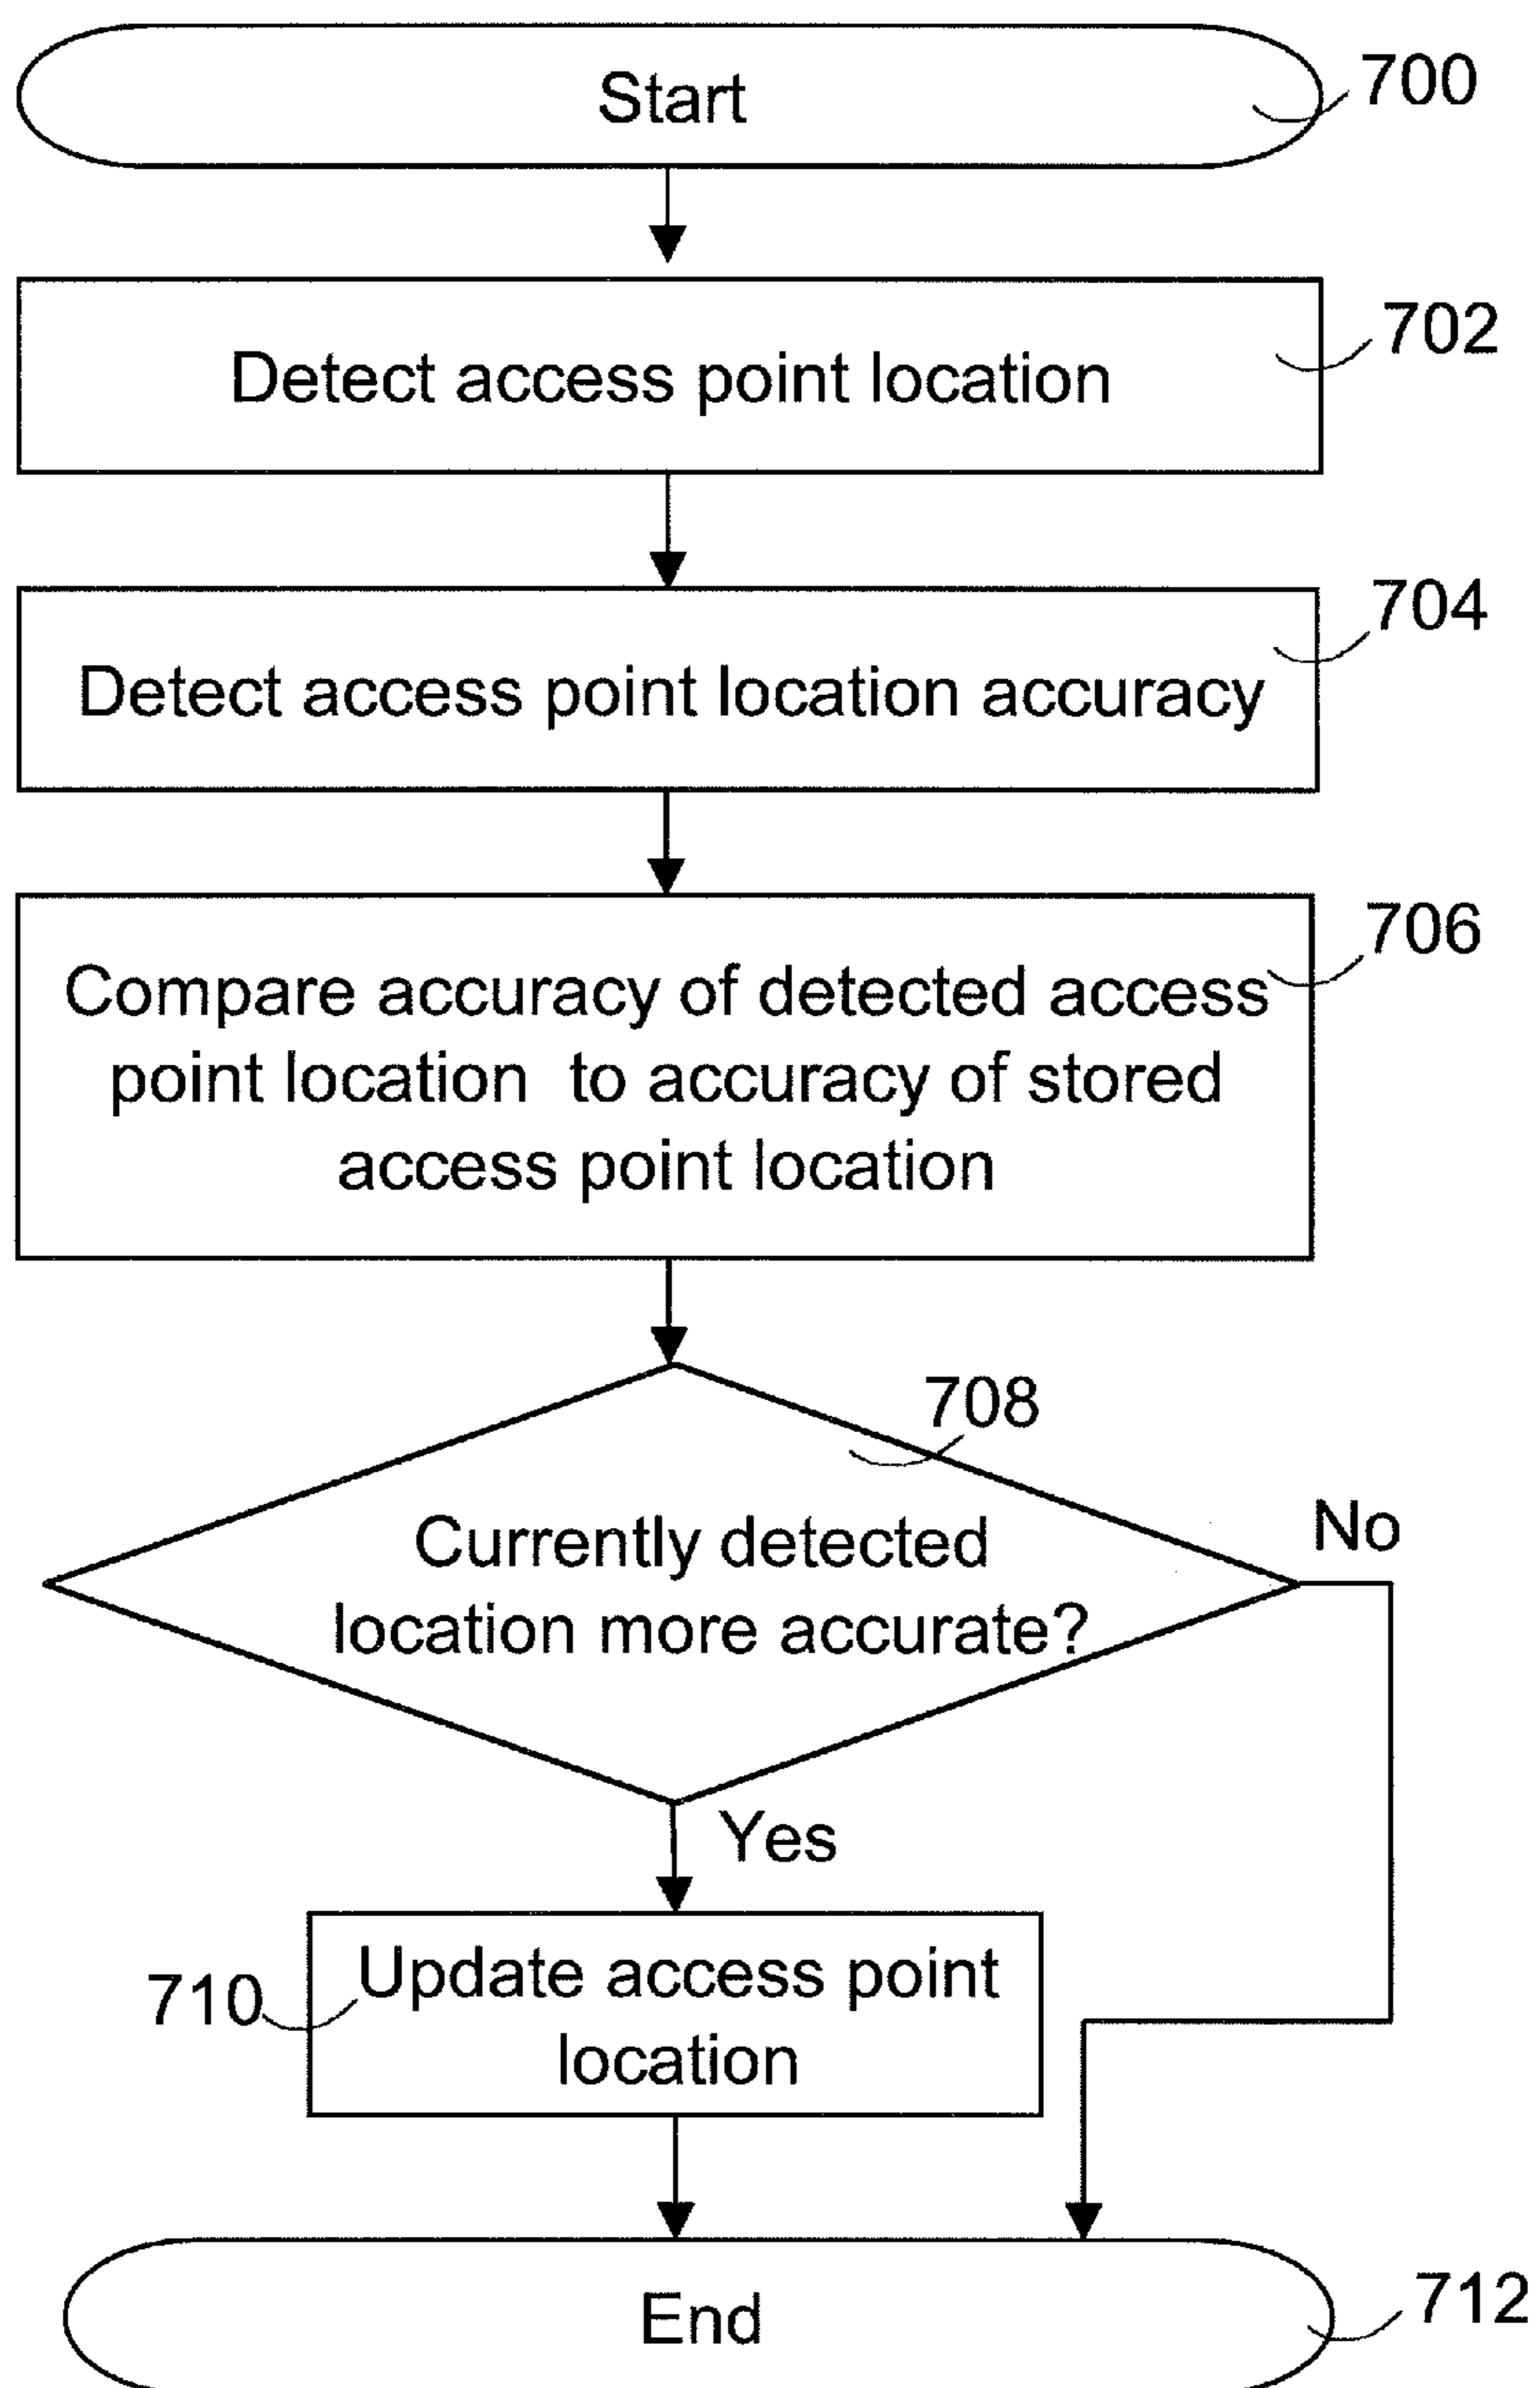 Start
700
Detect access point location
702
Detect access point location accuracy
704
Compare accuracy of detected access
point location to accuracy of stored
access point location
706
708
Currently detected
location more accurate?
No
Yes
Update access point
location
710
End
712